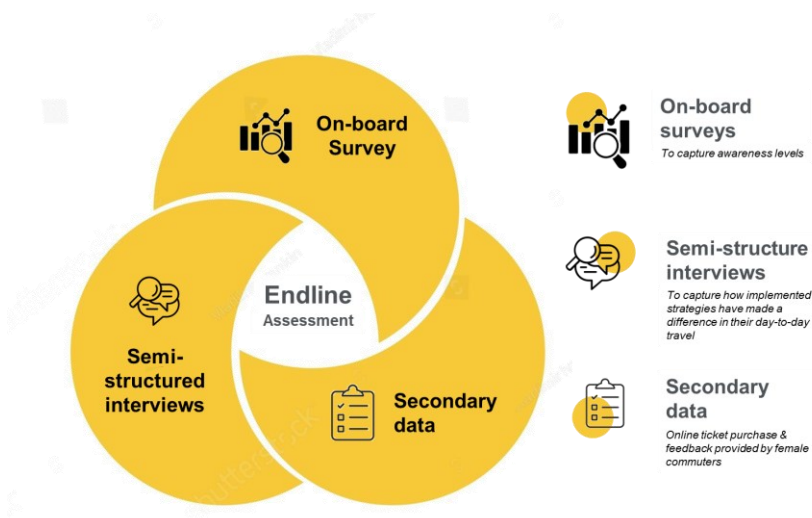 On-board
Survey
Endline
Assessment
Semi-
structured
interviews
Secondary
data
On-board
surveys
To capture awareness levels
Semi-structure
interviews
To capture how implemented
strategies have made a
difference in their day-to-day
travel
Secondary
data
Online ticket purchase &
feedback provided by female
commuters